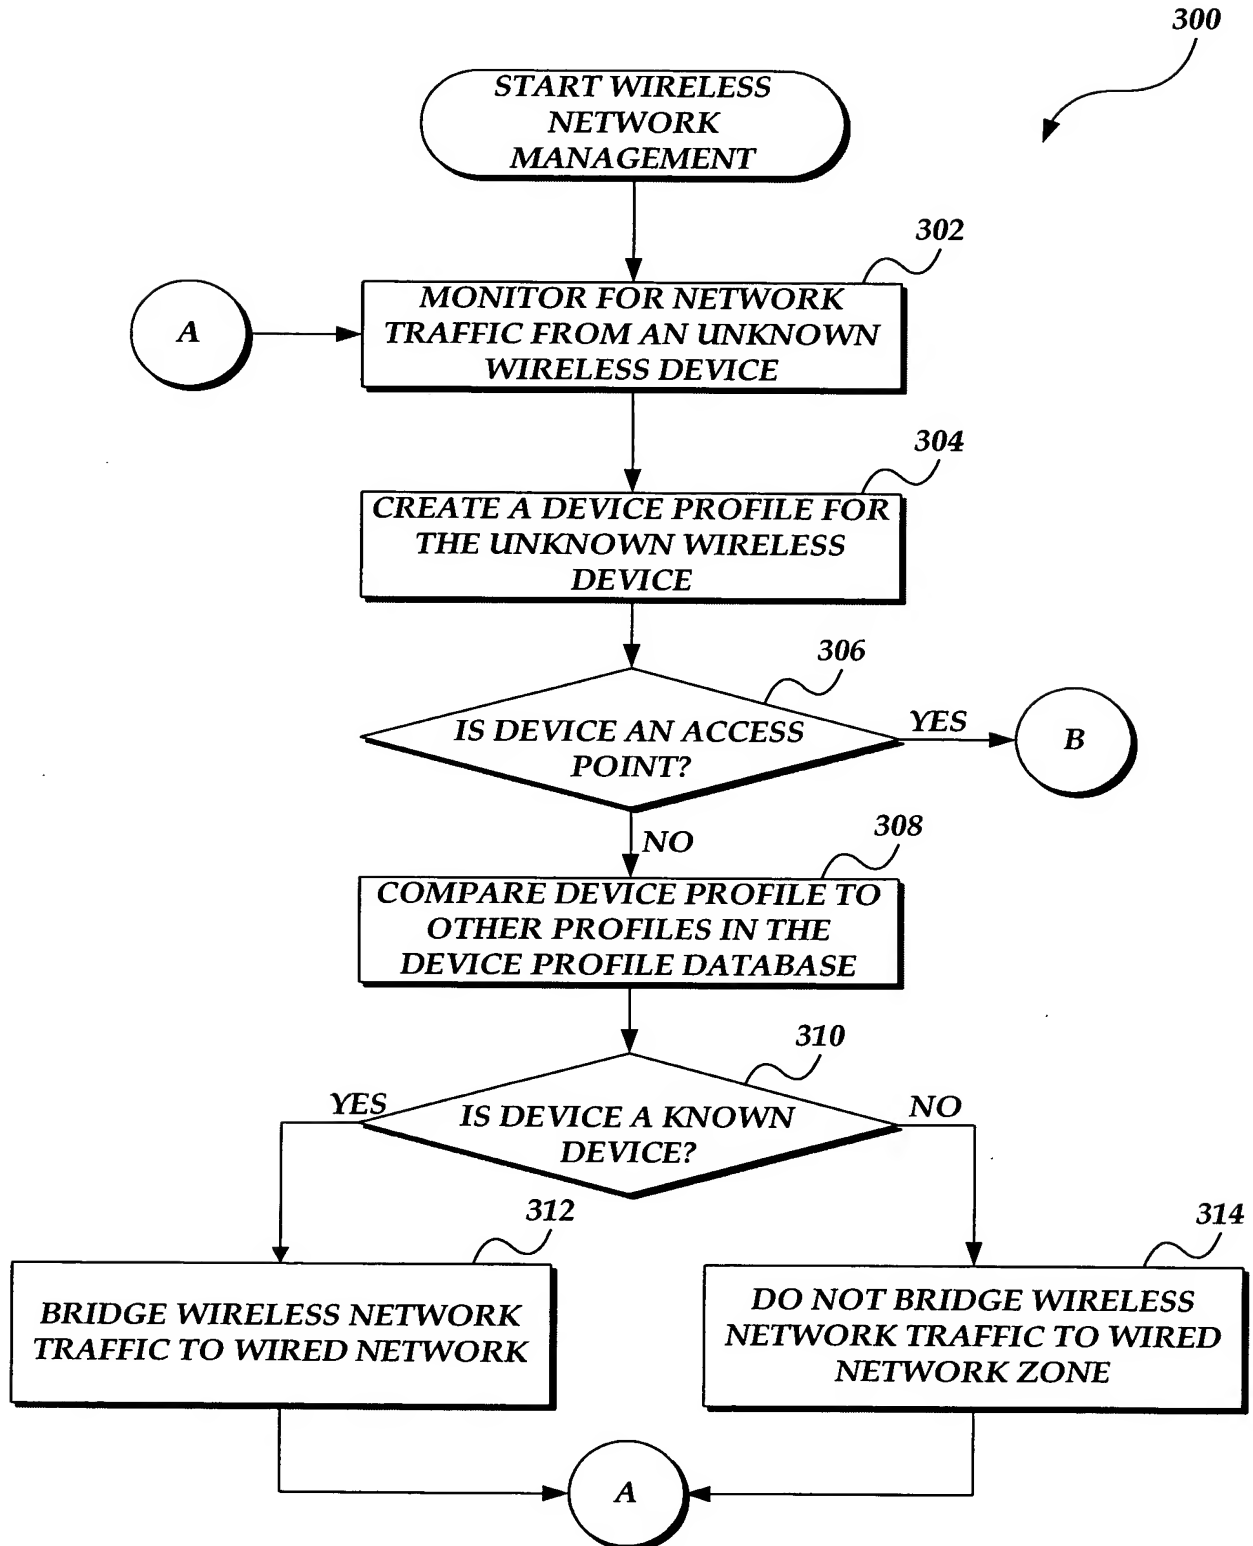 300
START WIRELESS
NETWORK
MANAGEMENT
302
A
MONITOR FOR NETWORK
TRAFFIC FROM AN UNKNOWN
WIRELESS DEVICE
304
CREATE A DEVICE PROFILE FOR
THE UNKNOWN WIRELESS
DEVICE
306
IS DEVICE AN ACCESS
POINT?
YES
B
NO
308
COMPARE DEVICE PROFILE TO
OTHER PROFILES IN THE
DEVICE PROFILE DATABASE
310
YES
IS DEVICE A KNOWN
DEVICE?
NO
312
BRIDGE WIRELESS NETWORK
TRAFFIC TO WIRED NETWORK
314
DO NOT BRIDGE WIRELESS
NETWORK TRAFFIC TO WIRED
NETWORK ZONE
A